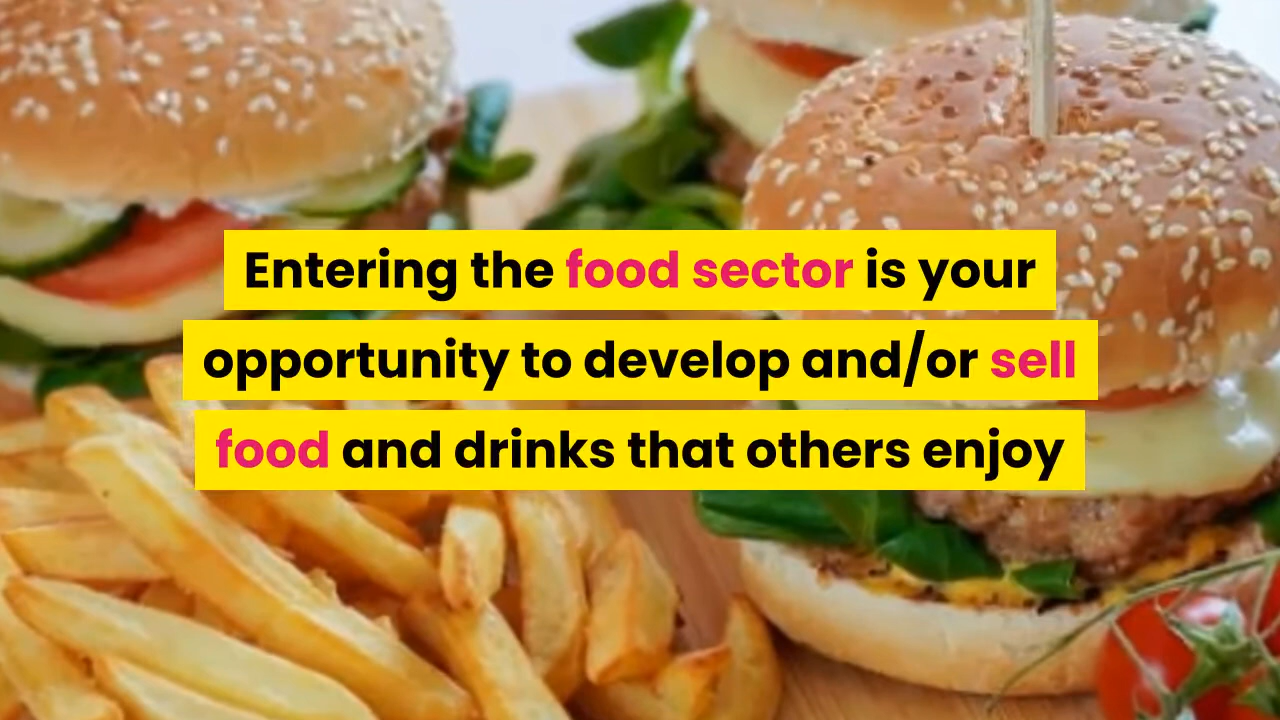 Entering the food sector is your
opportunity to develop and/or sell
food and drinks that others enjoy